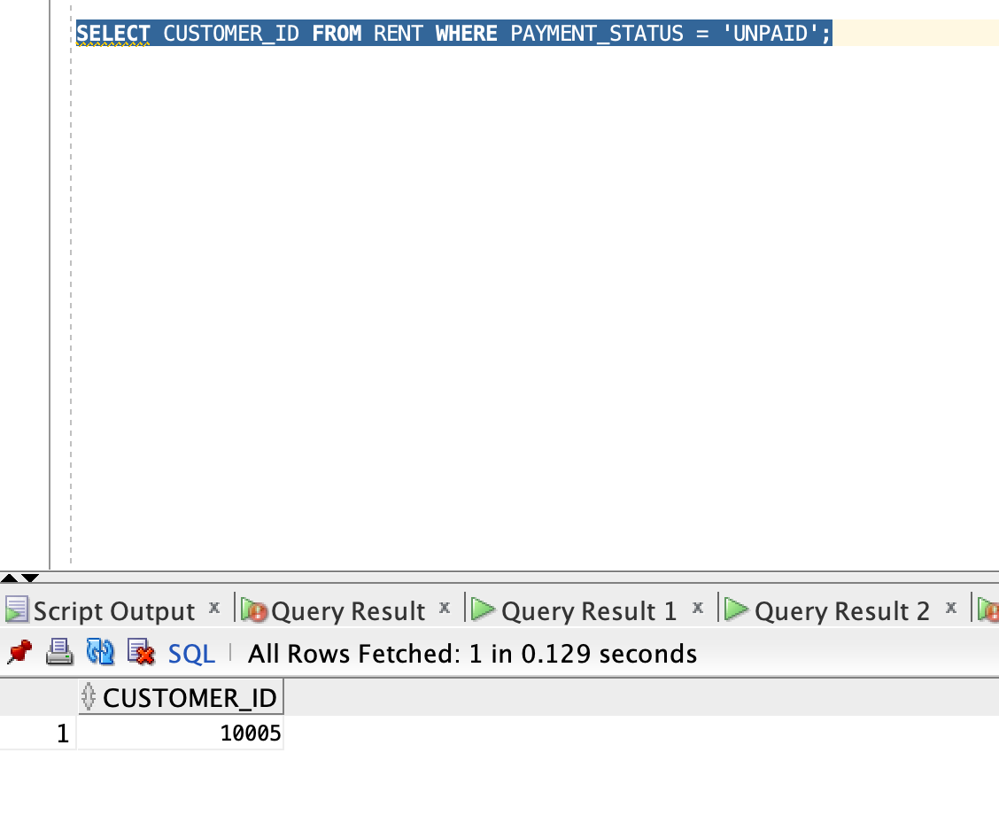 SELECT CUSTOMER_ID FROM RENT WHERE PAYMENT_STATUS = 'UNPAID';
Script Output x Query Result x Query Result 1 x Query Result 2 x
SQL All Rows Fetched: 1 in 0.129 seconds
CUSTOMER_ID
1 10005